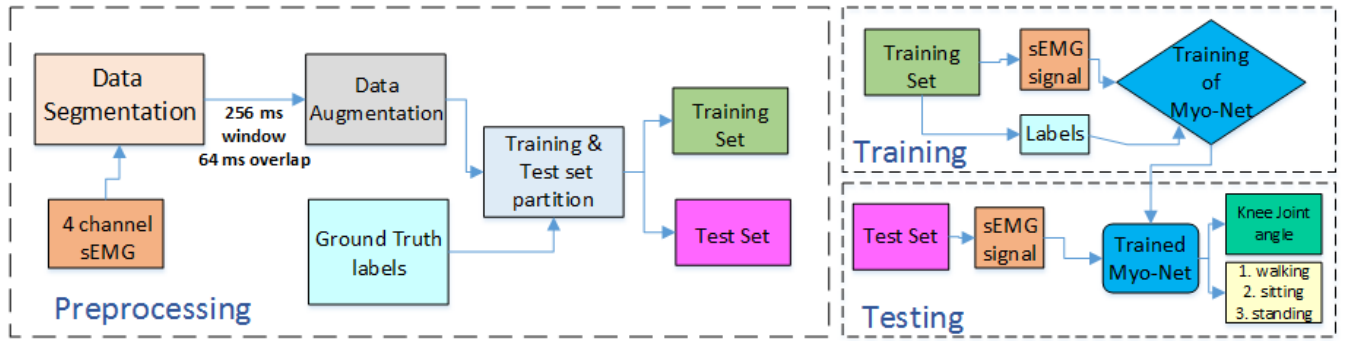 Data
Segmentation
256 ms
window
64 ms overlap
4 channel
sEMG
Data
Augmentation
Ground Truth
labels
Training &
Test set
partition
Training
Set
Test Set
Preprocessing
Training
Set
sEMG
signal
Labels
Training
of
Myo-Net
Training
Test Set
sEMG
signal
Trained
Myo-Net
Knee Joint
angle
1. walking
2. sitting
3. standing
Testing